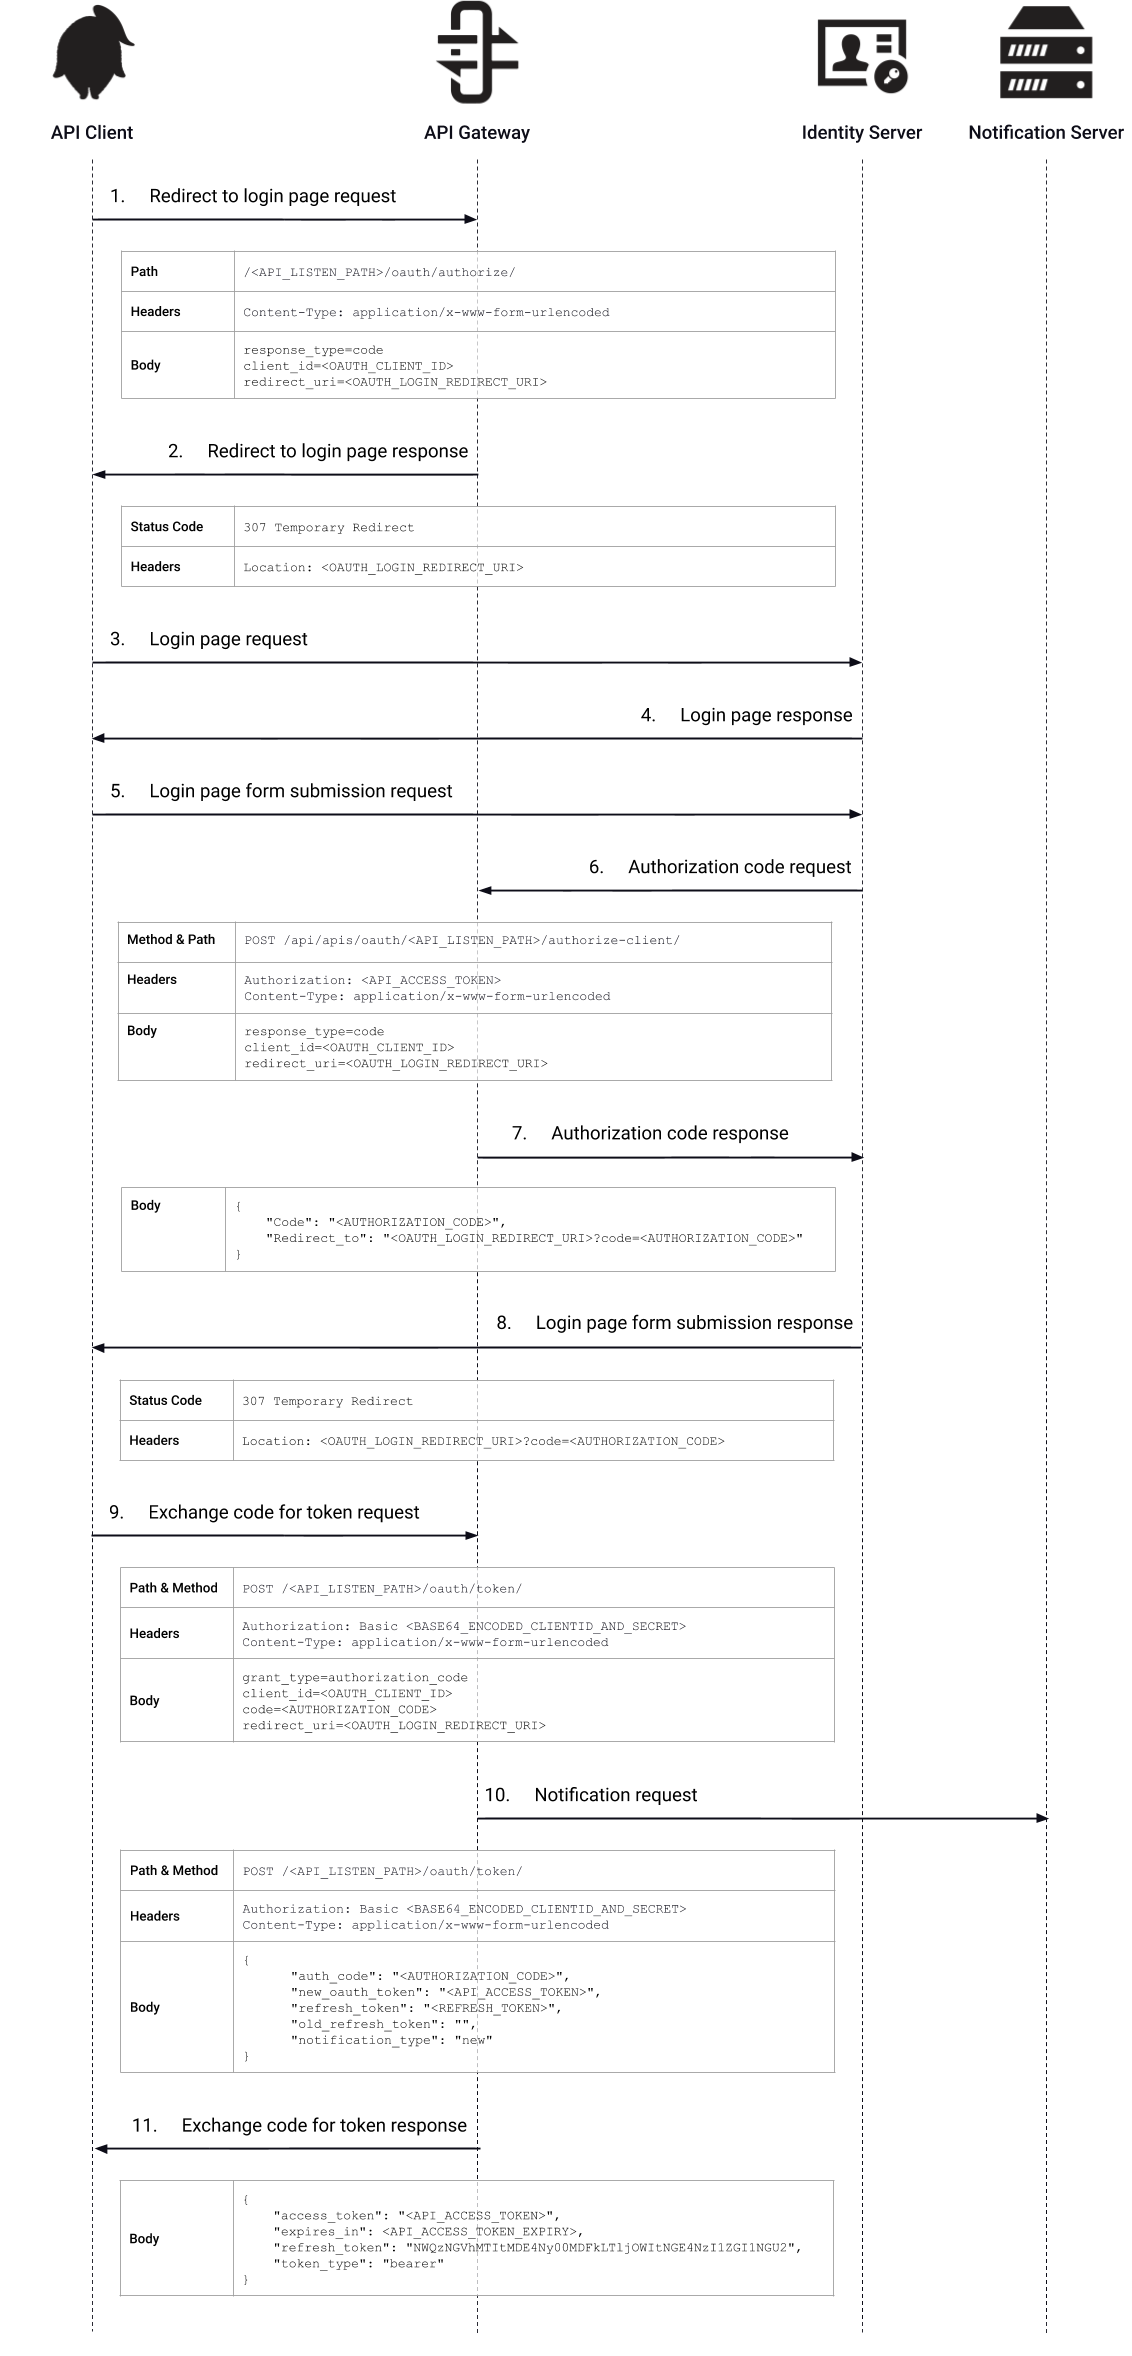 API Client
API Gateway
Identity Server
Notification Server
1. Redirect to login page request
Path
/<API_LISTEN_PATH>/oauth/authorize/
Headers
Content-Type: application/x-www-form-urlencoded
Body
response_type=code
client_id=<OAUTH_CLIENT_ID>
redirect_uri=<OAUTH_LOGIN_REDIRECT_URI>
2. Redirect to login page response
Status Code
307 Temporary Redirect
Headers
Location: <OAUTH_LOGIN_REDIRECT_URI>
3. Login page request
4. Login page response
5. Login page form submission request
6. Authorization code request
Method & Path
POST /api/apis/oauth/<API_LISTEN_PATH>/authorize-client/
Headers
Authorization: <API_ACCESS_TOKEN>
Content-Type: application/x-www-form-urlencoded
Body
response_type=code
client_id=<OAUTH_CLIENT_ID>
redirect_uri=<OAUTH_LOGIN_REDIRECT_URI>
7. Authorization code response
Body
{
"Code": "<AUTHORIZATION_CODE>",
"Redirect_to": "<OAUTH_LOGIN_REDIRECT_URI>?code=<AUTHORIZATION_CODE>"
}
8. Login page form submission response
Status Code
307 Temporary Redirect
Headers
Location: <OAUTH_LOGIN_REDIRECT_URI>?code=<AUTHORIZATION_CODE>
9. Exchange code for token request
Path & Method
POST /<API_LISTEN_PATH>/oauth/token/
Headers
Authorization: Basic <BASE64_ENCODED_CLIENTID_AND_SECRET>
Content-Type: application/x-www-form-urlencoded
Body
grant_type=authorization_code
client_id=<OAUTH_CLIENT_ID>
code=<AUTHORIZATION_CODE>
redirect_uri=<OAUTH_LOGIN_REDIRECT_URI>
10. Notification request
Path & Method
POST /<API_LISTEN_PATH>/oauth/token/
Headers
Authorization: Basic <BASE64_ENCODED_CLIENTID_AND_SECRET>
Content-Type: application/x-www-form-urlencoded
Body
{
"auth_code": "<AUTHORIZATION_CODE>",
"new_oauth_token": "<API_ACCESS_TOKEN>",
"refresh_token": "<REFRESH_TOKEN>",
"old_refresh_token": "",
"notification_type": "new"
}
11. Exchange code for token response
Body
{
"access_token": "<API_ACCESS_TOKEN>",
"expires_in": <API_ACCESS_TOKEN_EXPIRY>,
"refresh_token": "NWQzNGVhMTItMDE4Ny00MDFkLTljOWItNGE4NzI1ZGI1NGU2",
"token_type": "bearer"
}